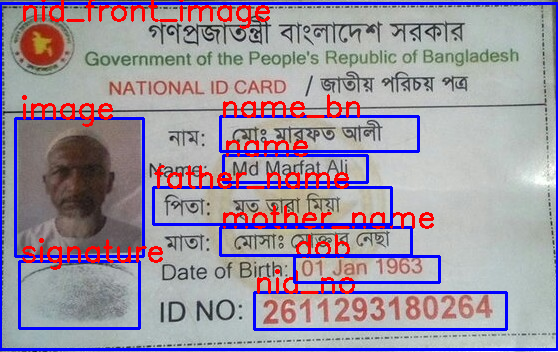 nid_front_image
গণপ্রজাতন্ত্রী বাংলাদেশ সরকার
Government of the People's Republic of Bangladesh
NATIONAL ID CARD / জাতীয় পরিচয় পত্র
image
name_bn
নাম: মোঃ মারফত আলী
name
Name: Md Marfat Ali
father_name
পিতা: মৃত তারা মিয়া
mother_name
মাতা: মোসাঃ নেছা
signature
dob
Date of Birth: 01 Jan 1963
nid_no
ID NO: 2611293180264